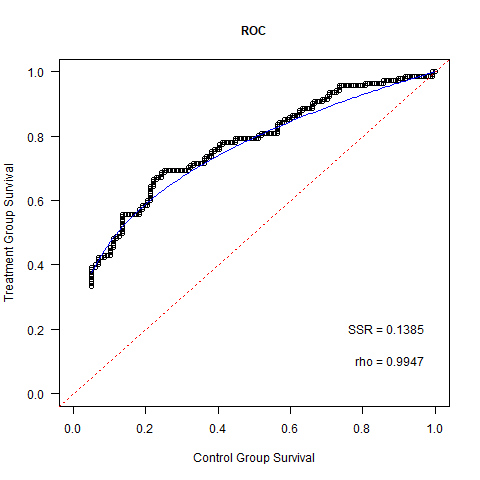 ROC
Treatment Group Survival
1.0
0.8
0.6
0.4
0.2
0.0
SSR = 0.1385
rho = 0.9947
0.0 0.2 0.4 0.6 0.8 1.0
Control Group Survival